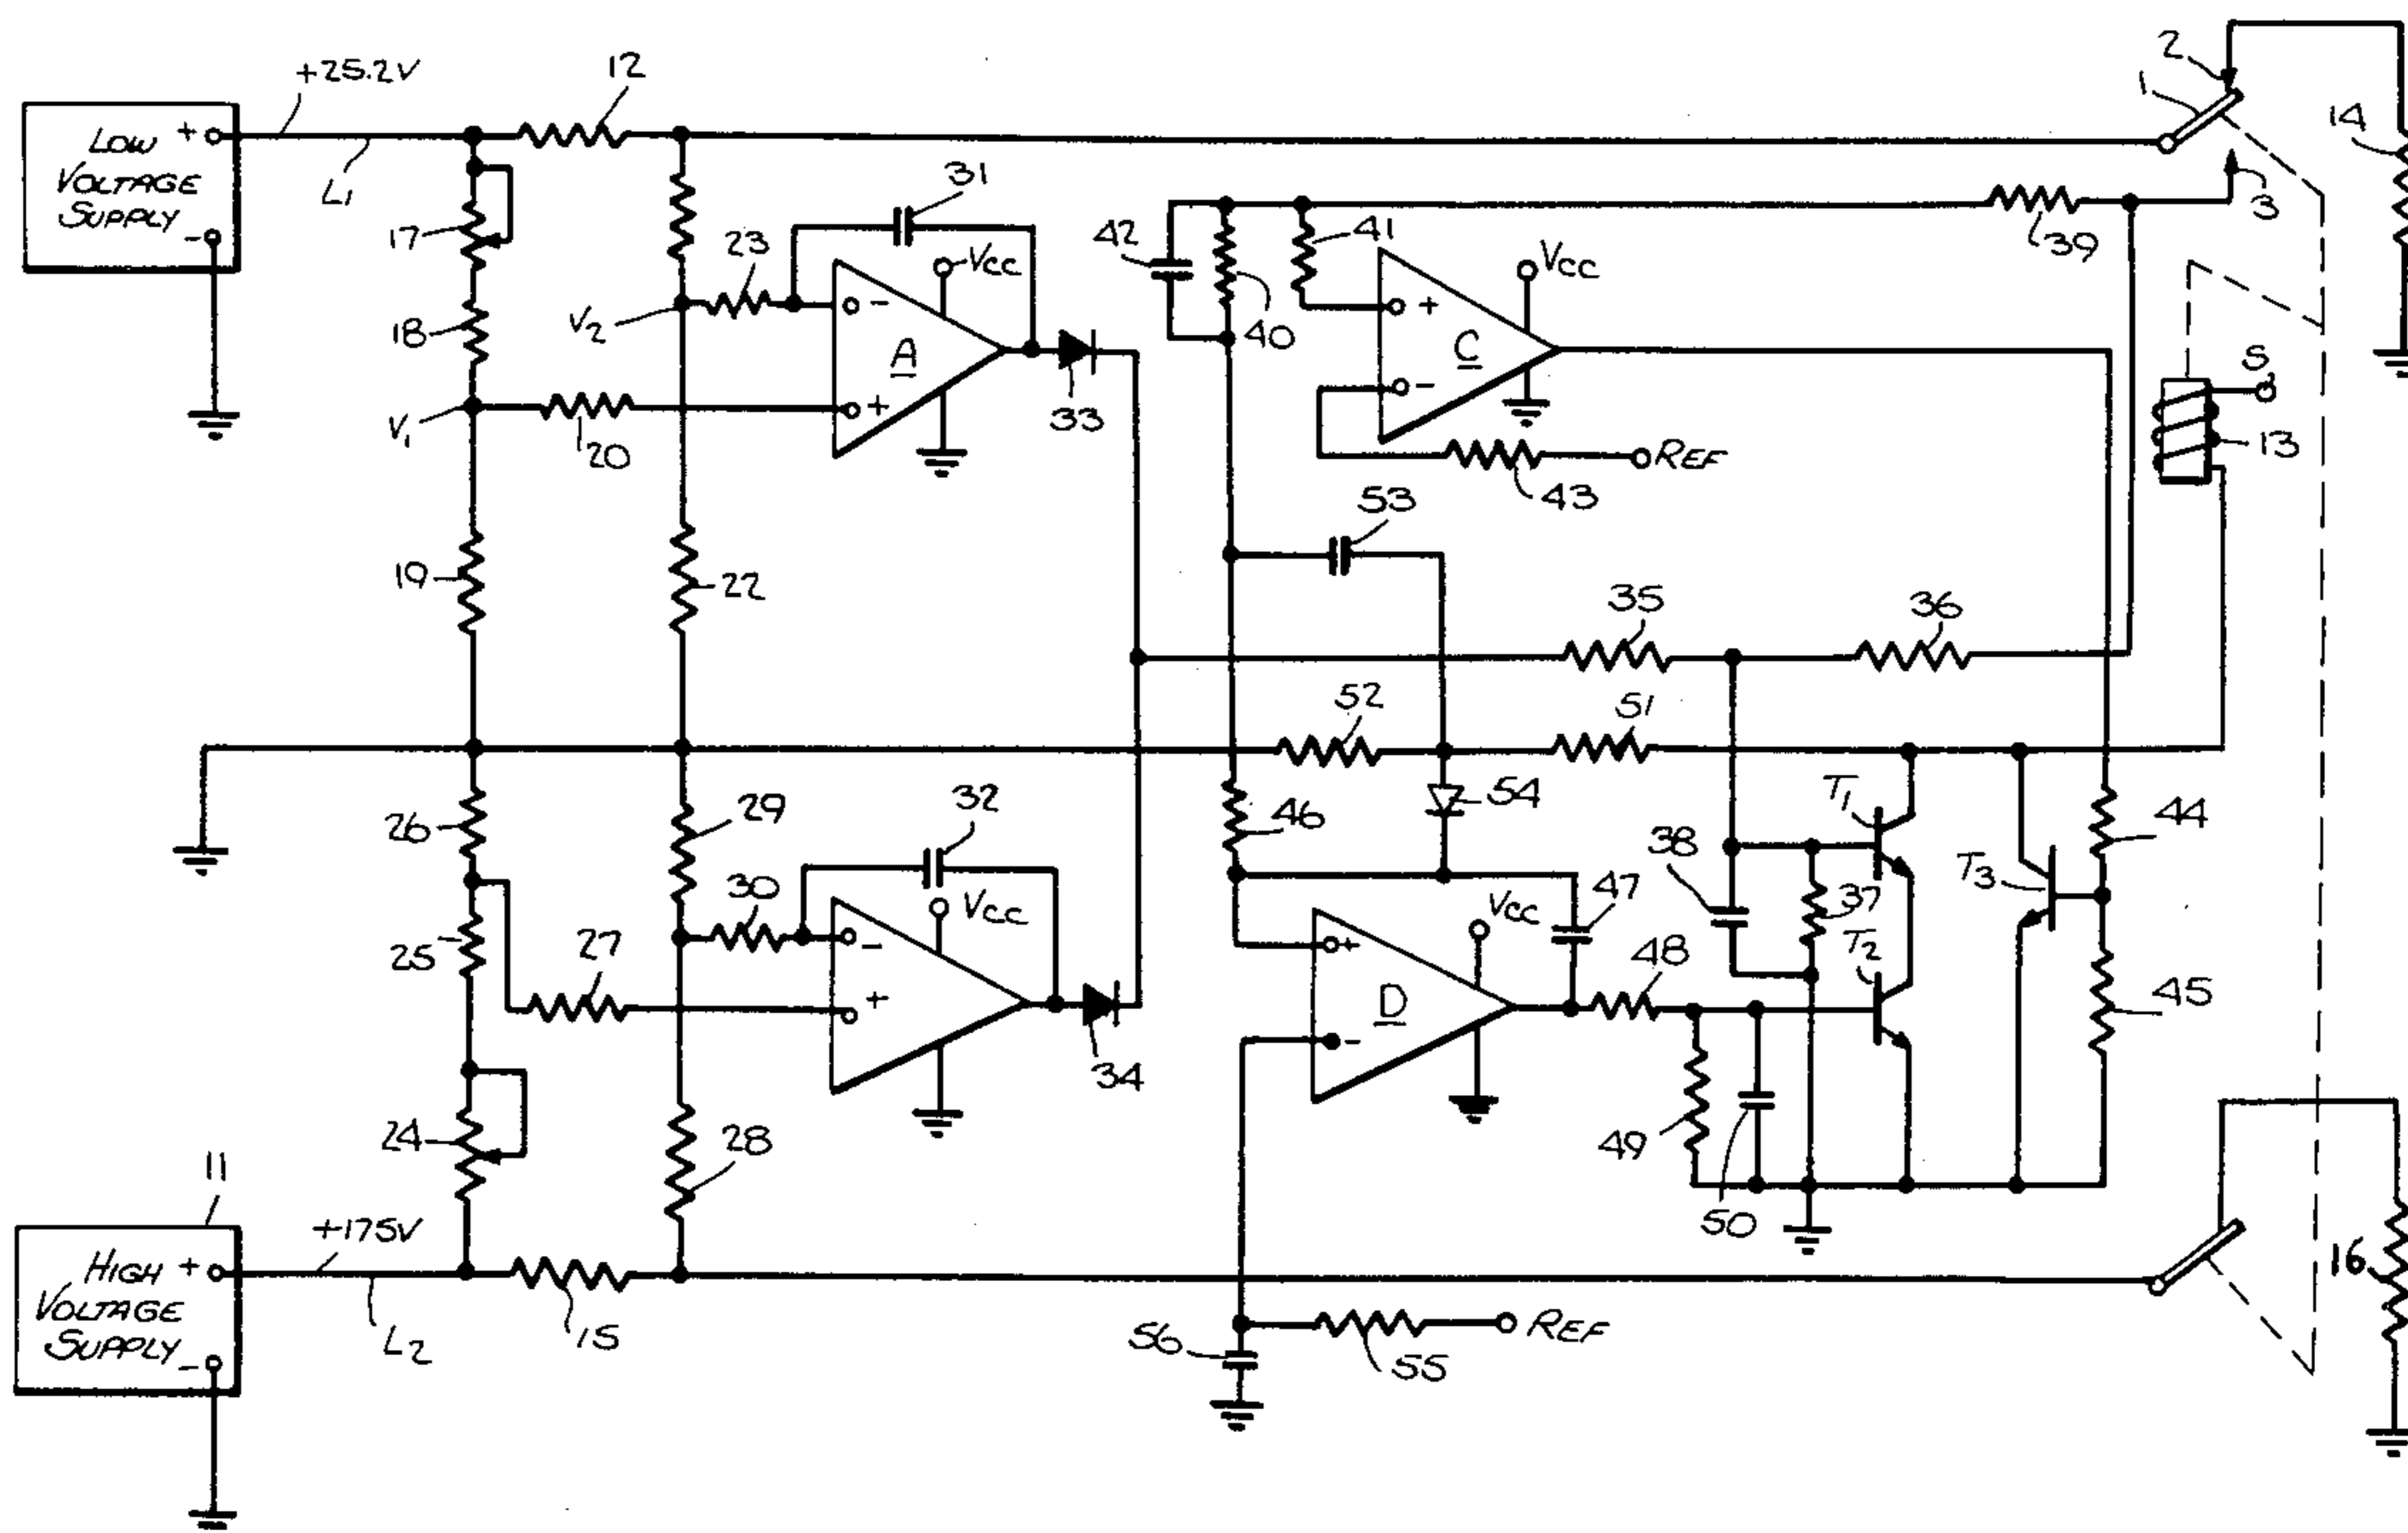 +25.2V
12
2
1
14
LOW
VOLTAGE
SUPPLY
+
-
L1
17
18
V1
19
20
V2
23
31
-
+
VCC
A
33
22
42
40
41
39
3
+
-
VCC
C
REF
43
S
13
53
35
36
52
51
54
46
26
25
27
24
29
30
32
-
+
VCC
34
28
VCC
+
-
D
47
48
38
37
T1
T2
T3
44
45
49
50
11
+175V
HIGH
VOLTAGE
SUPPLY
+
-
L2
15
56
55
REF
16